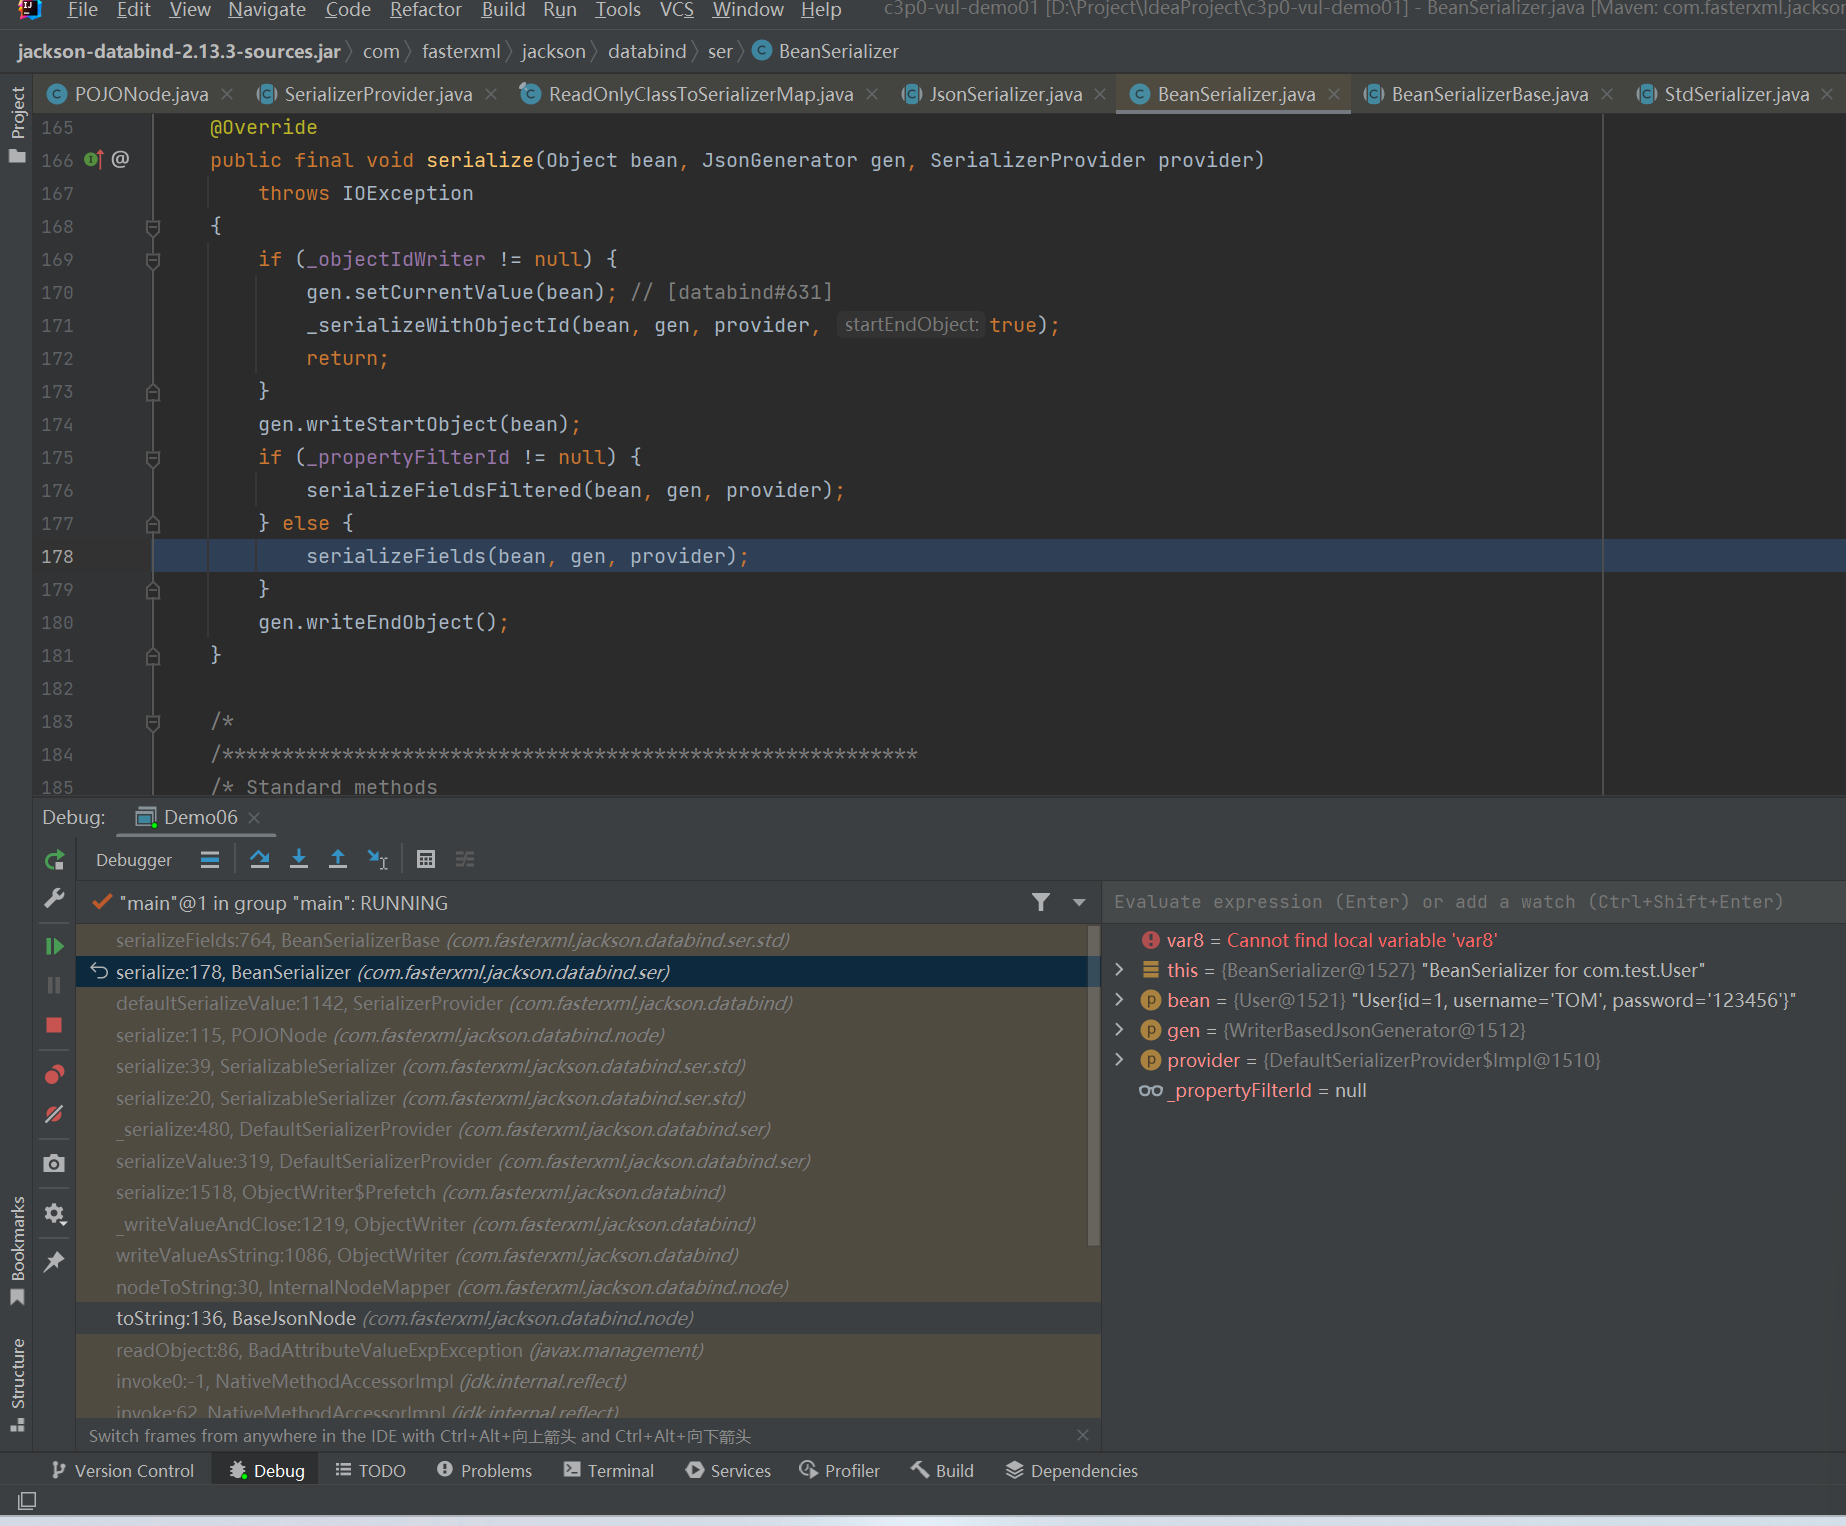 File Edit View Navigate Code Refactor Build Run Tools VCS Window Help c3p0-vul-demo01 [D:\Project\IdeaProject\c3p0-vul-demo01] - BeanSerializer.java [Maven: com.fasterxml.jackson
jackson-databind-2.13.3-sources.jar com fasterxml jackson databind ser BeanSerializer
POJONode.java SerializerProvider.java ReadOnlyClassToSerializerMap.java JsonSerializer.java BeanSerializer.java BeanSerializerBase.java StdSerializer.java
Project
165 @Override
166 public final void serialize(Object bean, JsonGenerator gen, SerializerProvider provider)
167 throws IOException
168 {
169 if (_objectIdWriter != null) {
170 gen.setCurrentValue(bean); // [databind#631]
171 _serializeWithObjectId(bean, gen, provider, startEndObject: true);
172 return;
173 }
174 gen.writeStartObject(bean);
175 if (_propertyFilterId != null) {
176 serializeFieldsFiltered(bean, gen, provider);
177 } else {
178 serializeFields(bean, gen, provider);
179 }
180 gen.writeEndObject();
181 }
182
183 /*
184 /**********************************************************
185 /* Standard methods
Debug: Demo06
Debugger
"main"@1 in group "main": RUNNING
serializeFields:764, BeanSerializerBase (com.fasterxml.jackson.databind.ser.std)
serialize:178, BeanSerializer (com.fasterxml.jackson.databind.ser)
defaultSerializeValue:1142, SerializerProvider (com.fasterxml.jackson.databind)
serialize:115, POJONode (com.fasterxml.jackson.databind.node)
serialize:39, SerializableSerializer (com.fasterxml.jackson.databind.ser.std)
serialize:20, SerializableSerializer (com.fasterxml.jackson.databind.ser.std)
_serialize:480, DefaultSerializerProvider (com.fasterxml.jackson.databind.ser)
serializeValue:319, DefaultSerializerProvider (com.fasterxml.jackson.databind.ser)
serialize:1518, ObjectWriter$Prefetch (com.fasterxml.jackson.databind)
_writeValueAndClose:1219, ObjectWriter (com.fasterxml.jackson.databind)
writeValueAsString:1086, ObjectWriter (com.fasterxml.jackson.databind)
nodeToString:30, InternalNodeMapper (com.fasterxml.jackson.databind.node)
toString:136, BaseJsonNode (com.fasterxml.jackson.databind.node)
readObject:86, BadAttributeValueExpException (javax.management)
invoke0:-1, NativeMethodAccessorImpl (jdk.internal.reflect)
invoke:62, NativeMethodAccessorImpl (jdk.internal.reflect)
Switch frames from anywhere in the IDE with Ctrl+Alt+向上箭头 and Ctrl+Alt+向下箭头
Evaluate expression (Enter) or add a watch (Ctrl+Shift+Enter)
var8 = Cannot find local variable 'var8'
this = {BeanSerializer@1527} "BeanSerializer for com.test.User"
bean = {User@1521} "User{id=1, username='TOM', password='123456'}"
gen = {WriterBasedJsonGenerator@1512}
provider = {DefaultSerializerProvider$Impl@1510}
_propertyFilterId = null
Bookmarks
Structure
Version Control Debug TODO Problems Terminal Services Profiler Build Dependencies